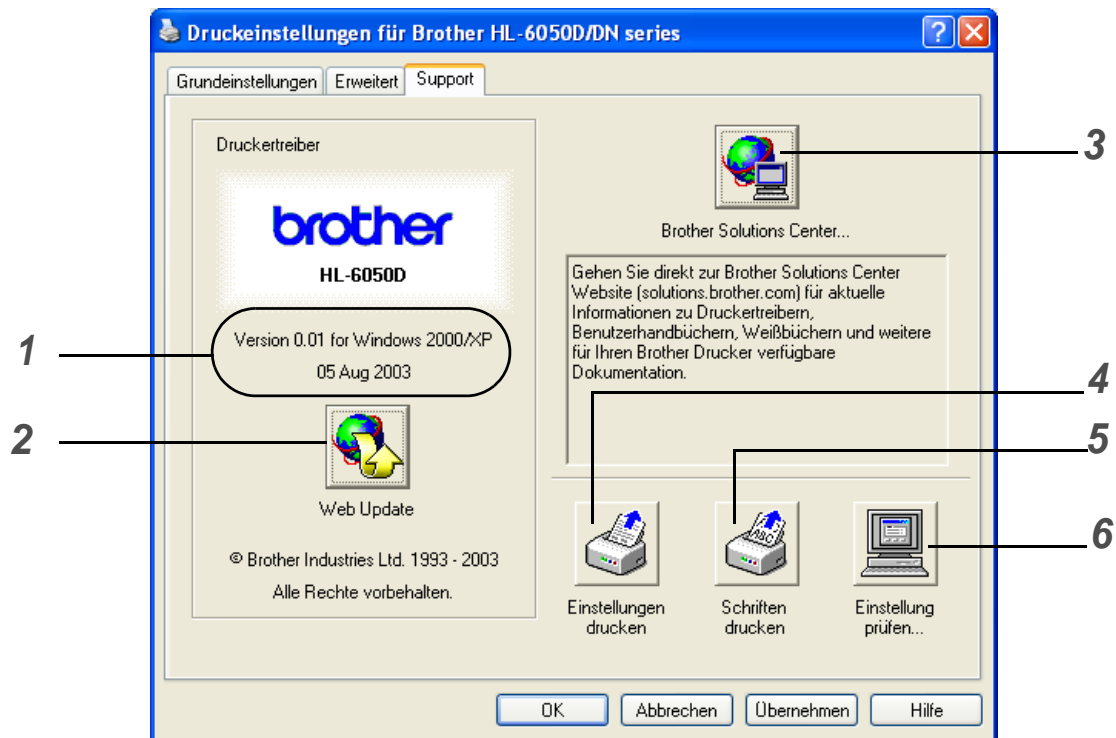 Druckeinstellungen für Brother HL-6050D/DN series
Grundeinstellungen
Erweitert
Support
Druckertreiber
brother
HL-6050D
Version 0.01 for Windows 2000/XP
05 Aug 2003
Web Update
© Brother Industries Ltd. 1993 - 2003
Alle Rechte vorbehalten.
Brother Solutions Center...
Gehen Sie direkt zur Brother Solutions Center
Website (solutions.brother.com) für aktuelle
Informationen zu Druckertreibern,
Benutzerhandbüchern, Weißbüchern und weitere
für Ihren Brother Drucker verfügbare
Dokumentation.
Einstellungen
drucken
ABC
Schriften
drucken
Einstellung
prüfen...
OK
Abbrechen
Übernehmen
Hilfe
1
2
3
4
5
6